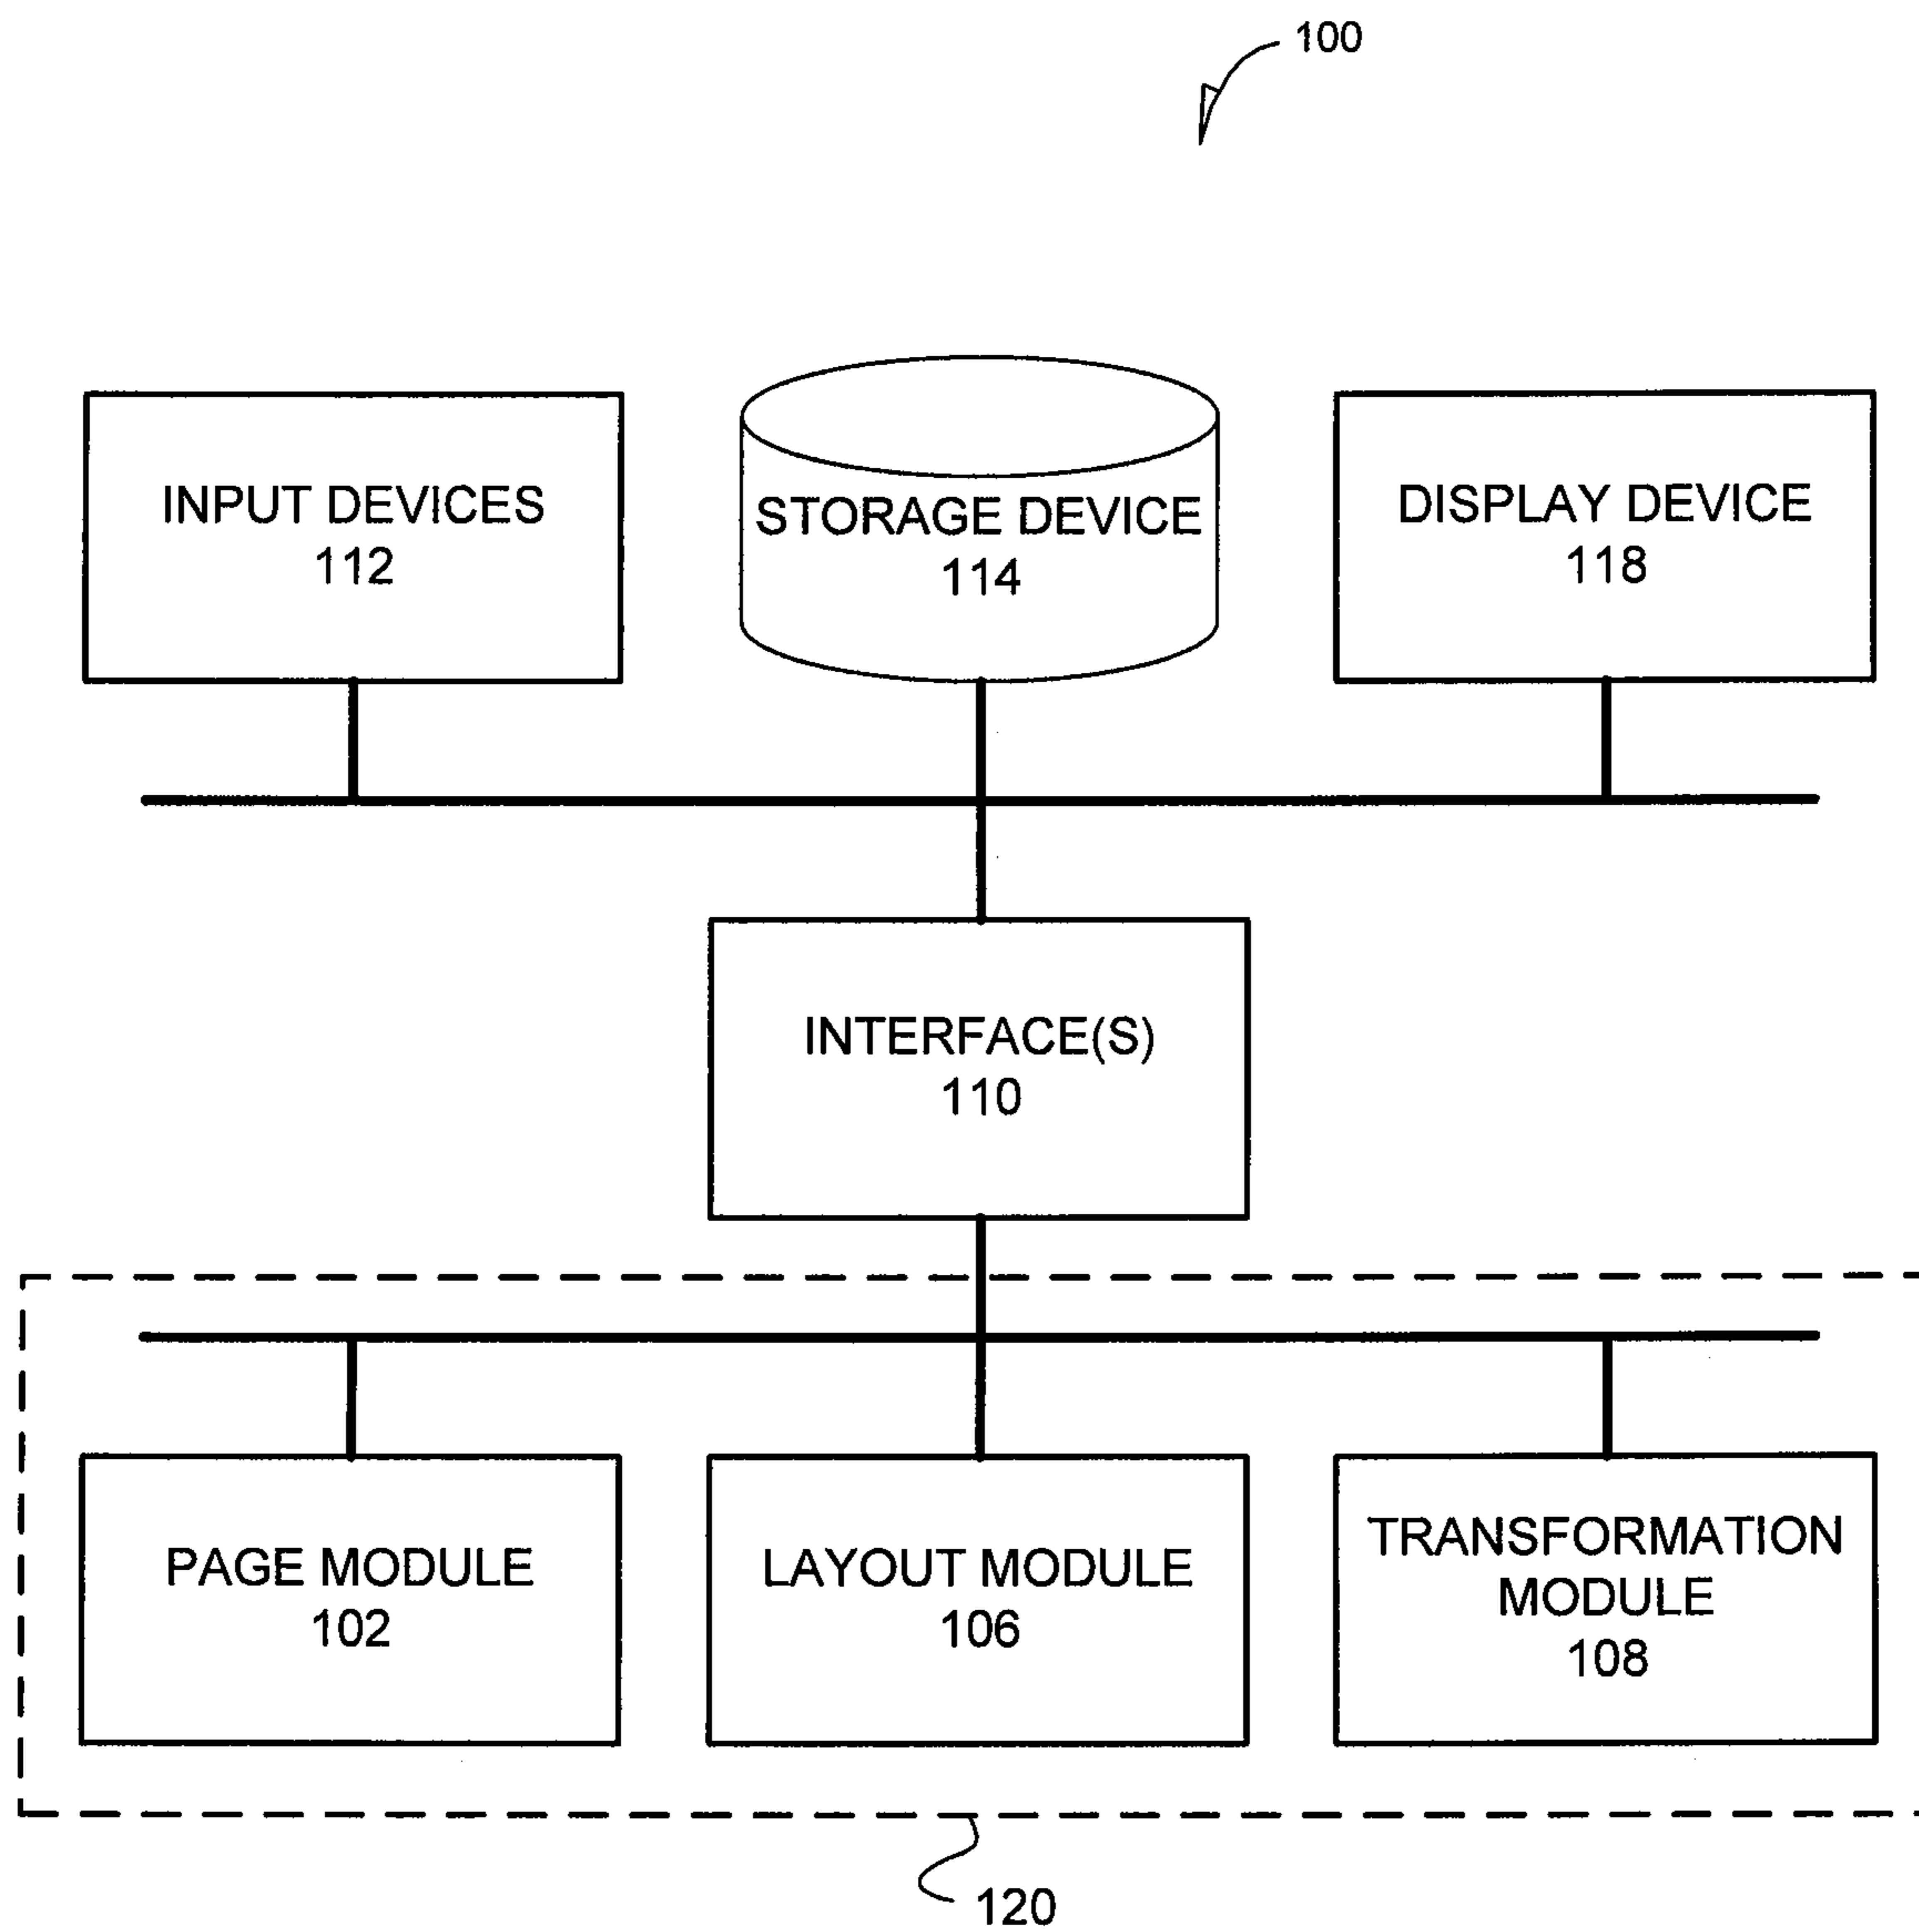 100
INPUT DEVICES
112
STORAGE DEVICE
114
DISPLAY DEVICE
118
INTERFACE(S)
110
PAGE MODULE
102
LAYOUT MODULE
106
TRANSFORMATION
MODULE
108
120